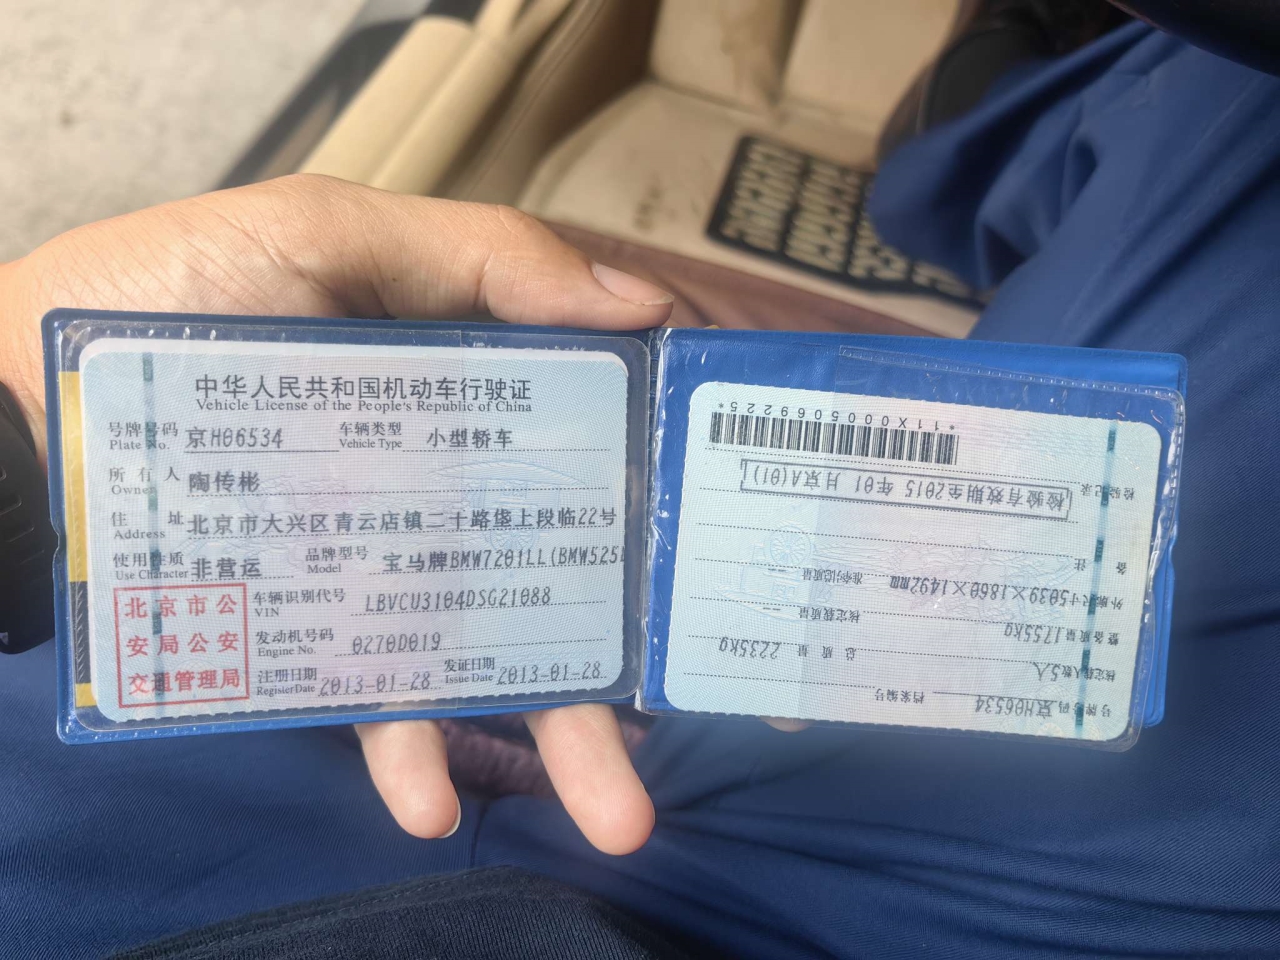 中华人民共和国机动车行驶证
Vehicle License of the People's Republic of China
号牌号码 京H06534 车辆类型 小型轿车
Plate No. Vehicle Type
所有人 陶传彬
Owner
住址 北京市大兴区青云店镇二十路垡上段临22号
Address
使用性质 非营运 品牌型号 宝马牌BMW7201LL(BMW525L
Use Character Model
北京市公
安局公安
交通管理局
车辆识别代号 LBVCU3104DSG21088
VIN
发动机号码 0270D019
Engine No.
注册日期 2013-01-28 发证日期 2013-01-28
Register Date Issue Date
号牌号码 京H06534 档案编号
核定载人数 5人 总质量 2235kg
整备质量 1755kg 核定载质量 --
外廓尺寸 5039×1860×1492mm 准牵引总质量 --
备注
检验记录 检验有效期至2015年01月京A(01)
*11X0005069225*